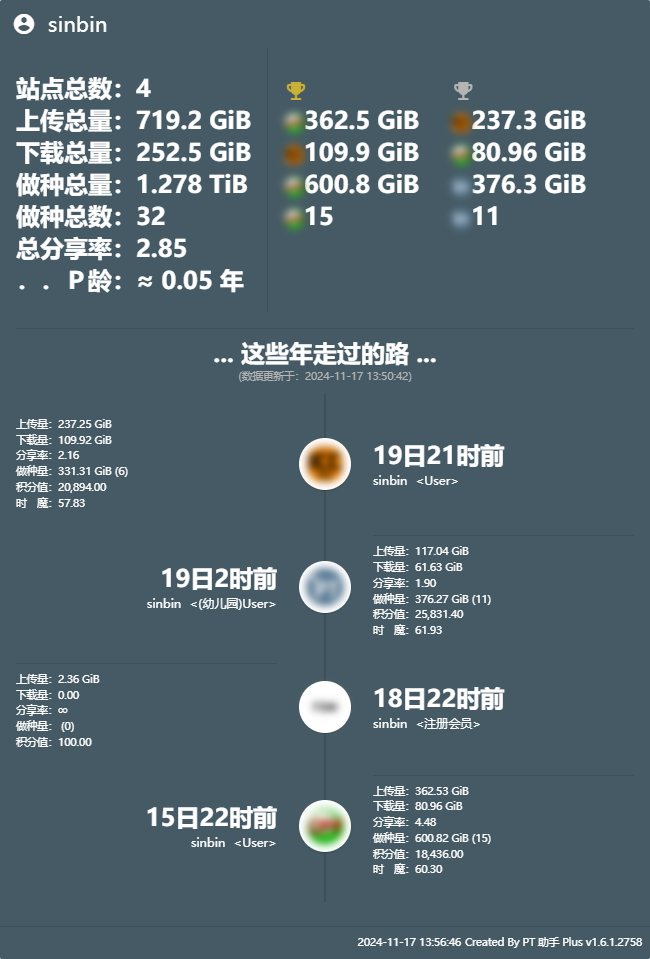 sinbin
站点总数：4
上传总量：719.2 GiB
下载总量：252.5 GiB
做种总量：1.278 TiB
做种总数：32
总分享率：2.85
．．P龄：≈ 0.05 年
362.5 GiB 237.3 GiB
109.9 GiB 80.96 GiB
600.8 GiB 376.3 GiB
15 11
... 这些年走过的路 ...
(数据更新于：2024-11-17 13:50:42)
上传量：237.25 GiB
下载量：109.92 GiB
分享率：2.16
做种量：331.31 GiB (6)
积分值：20,894.00
时　魔：57.83
19日21时前
sinbin <User>
19日2时前
sinbin <(幼儿园)User>
上传量：117.04 GiB
下载量：61.63 GiB
分享率：1.90
做种量：376.27 GiB (11)
积分值：25,831.40
时　魔：61.93
上传量：2.36 GiB
下载量：0.00
分享率：∞
做种量： (0)
积分值：100.00
18日22时前
sinbin <注册会员>
15日22时前
sinbin <User>
上传量：362.53 GiB
下载量：80.96 GiB
分享率：4.48
做种量：600.82 GiB (15)
积分值：18,436.00
时　魔：60.30
2024-11-17 13:56:46 Created By PT 助手 Plus v1.6.1.2758